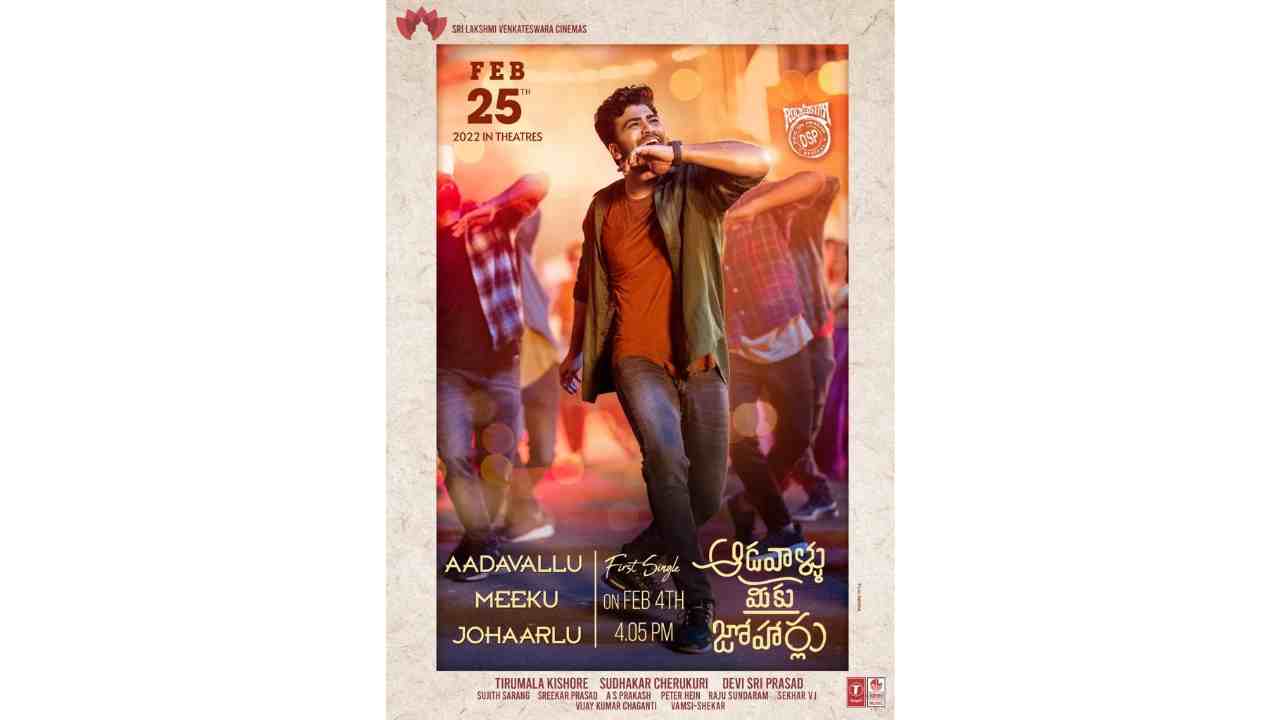 SRI LAKSHMI VENKATESWARA CINEMAS
FEB
25TH
2022 IN THEATRES
ROCKSTAR
DSP
AADAVALLU
MEEKU
JOHAARLU
First Single
ON FEB 4TH
4.05 PM
ఆడవాళ్ళు
మీకు
జోహార్లు
TIRUMALA KISHORE SUDHAKAR CHERUKURI DEVI SRI PRASAD
SUJITH SARANG SREEKAR PRASAD A S PRAKASH PETER HEIN RAJU SUNDARAM SEKHAR V J
VIJAY KUMAR CHAGANTI VAMSI-SHEKAR
T